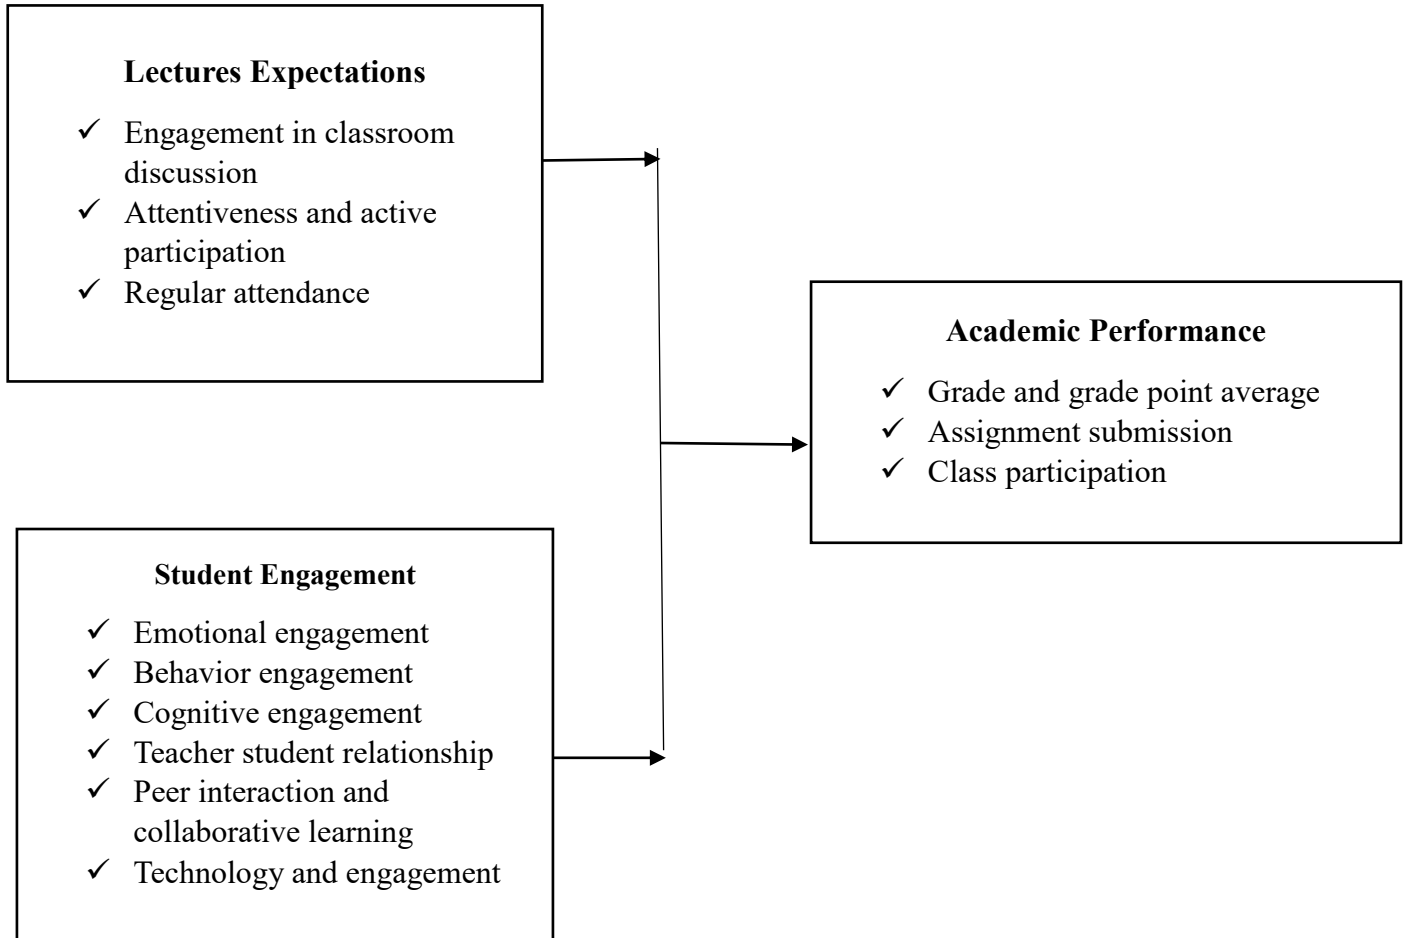 Lectures Expectations
✓ Engagement in classroom
discussion
✓ Attentiveness and active
participation
✓ Regular attendance
Academic Performance
✓ Grade and grade point average
✓ Assignment submission
✓ Class participation
Student Engagement
✓ Emotional engagement
✓ Behavior engagement
✓ Cognitive engagement
✓ Teacher student relationship
✓ Peer interaction and
collaborative learning
✓ Technology and engagement